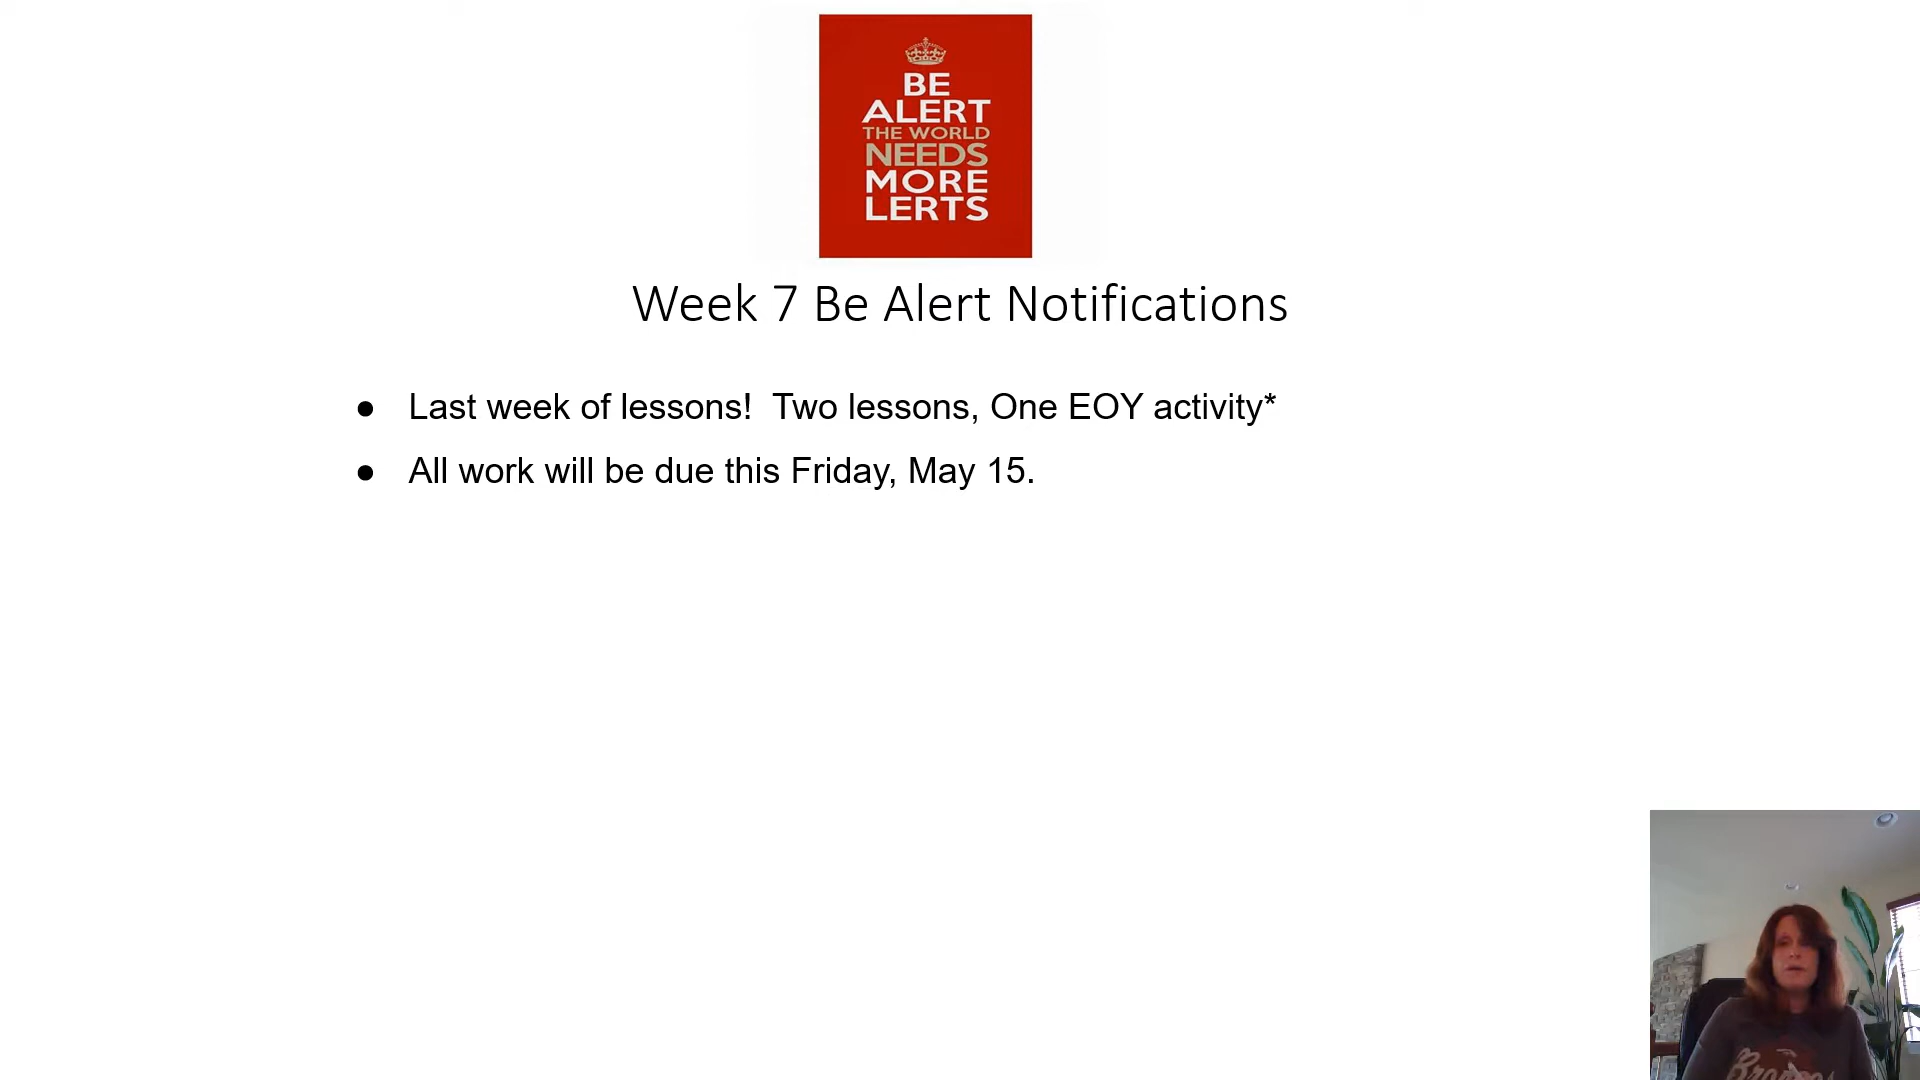 BE
ALERT
THE WORLD
NEEDS
MORE
LERTS
Week 7 Be Alert Notifications
● Last week of lessons!  Two lessons, One EOY activity*
● All work will be due this Friday, May 15.
Broncos